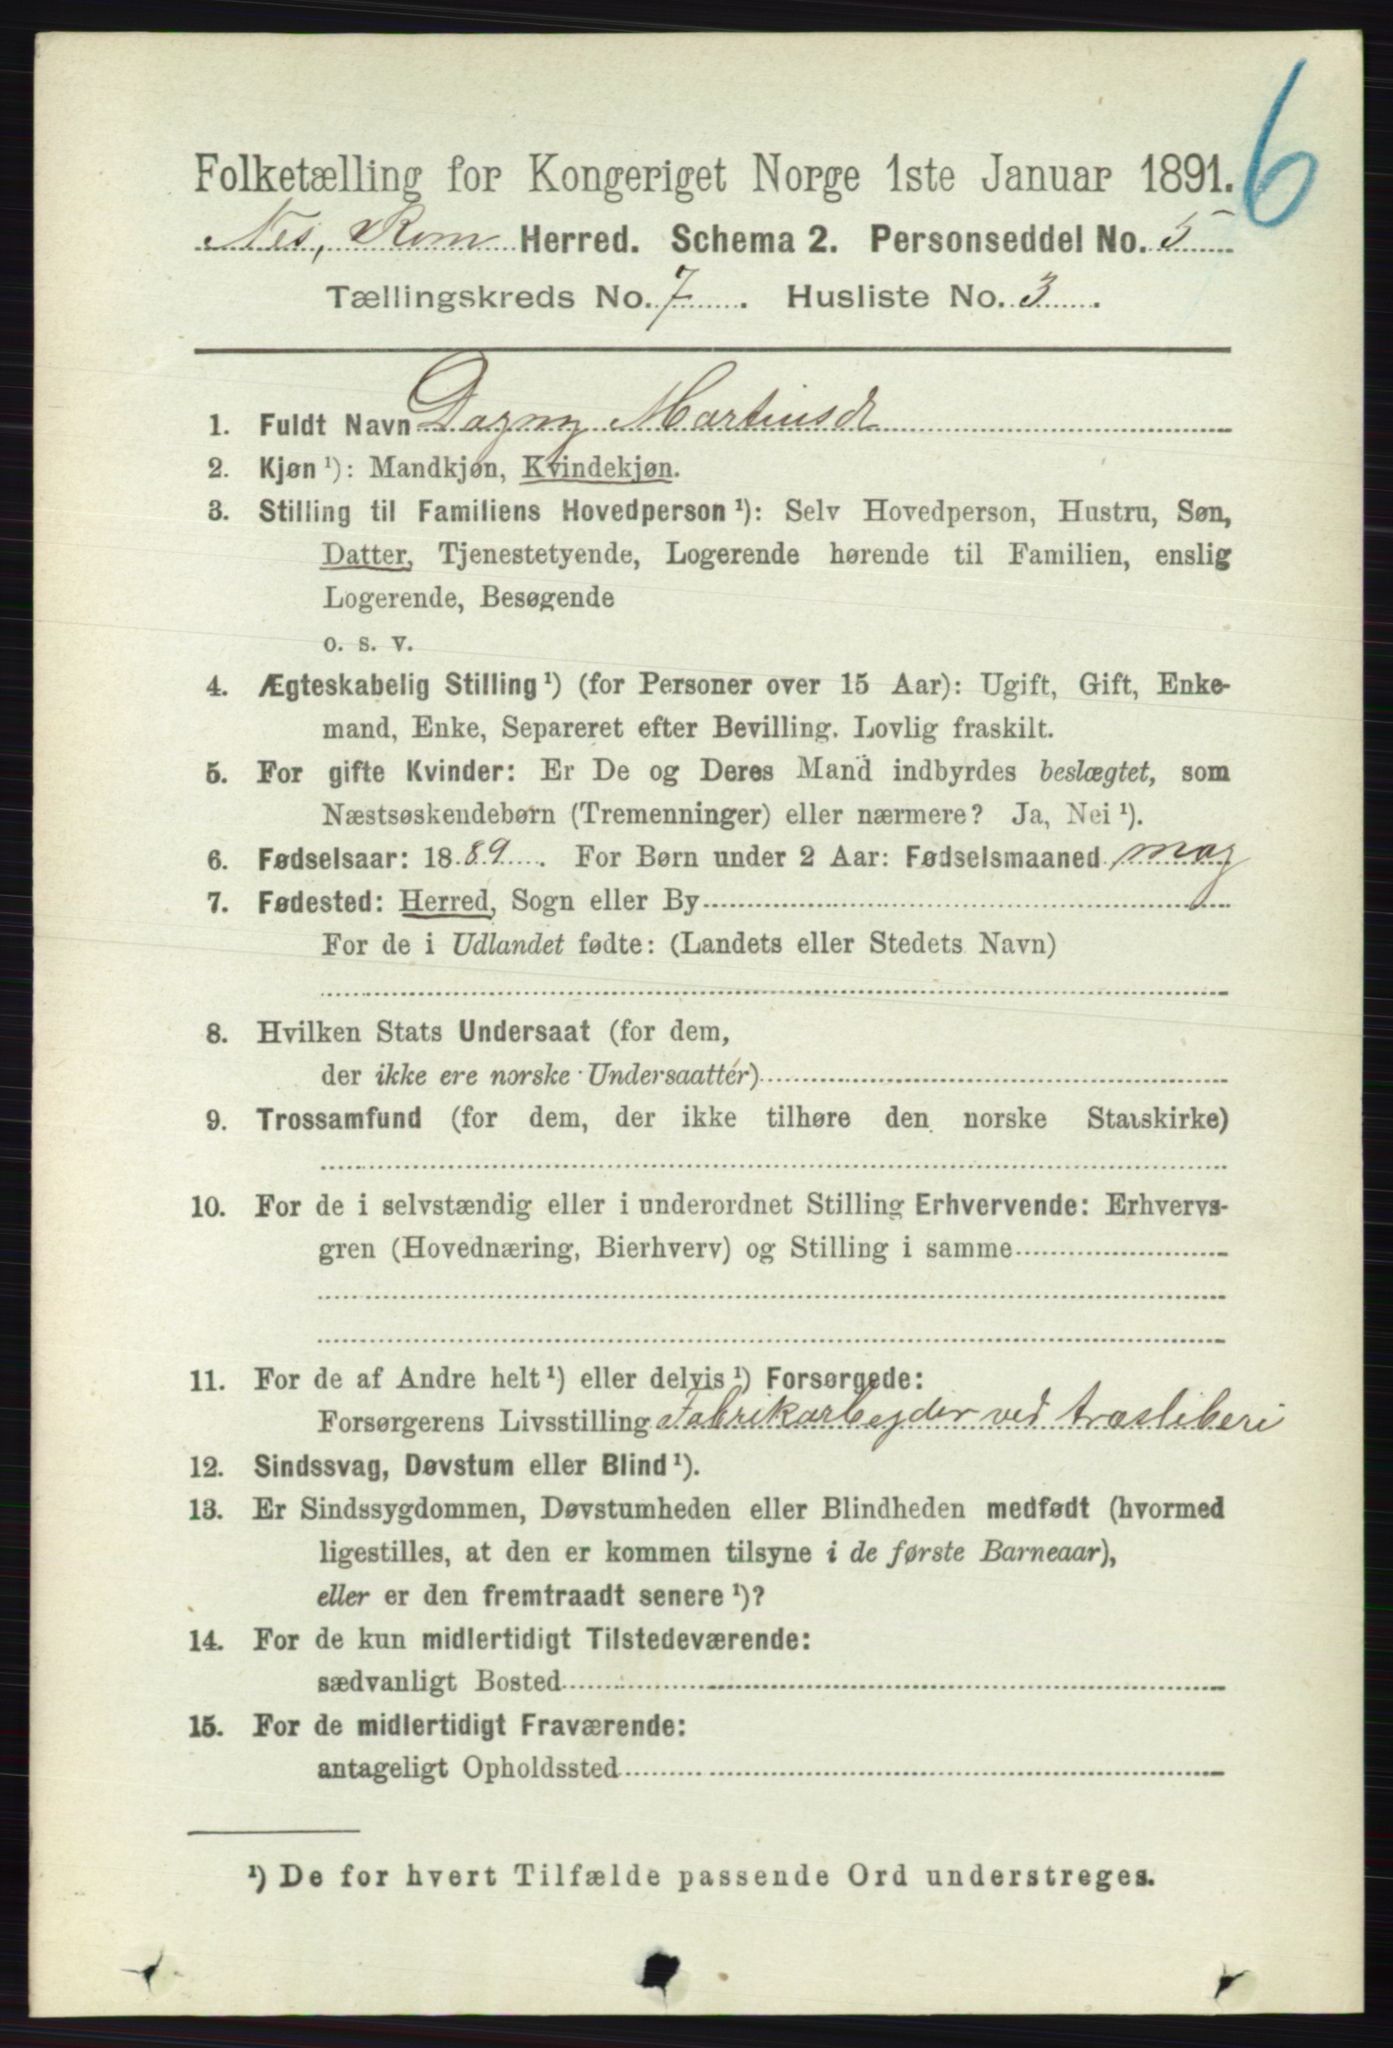 6
Folketælling for Kongeriget Norge 1ste Januar 1891.
Nes, Rom Herred. Schema 2. Personseddel No. 5
Tællingskreds No. 7. Husliste No. 3.
1. Fuldt Navn Dagny Martinsdr
2. Kjøn ¹): Mandkjøn, Kvindekjøn.
3. Stilling til Familiens Hovedperson ¹): Selv Hovedperson, Hustru, Søn,
Datter, Tjenestetyende, Logerende hørende til Familien, enslig
Logerende, Besøgende
o. s. v.
4. Ægteskabelig Stilling ¹) (for Personer over 15 Aar): Ugift, Gift, Enke-
mand, Enke, Separeret efter Bevilling. Lovlig fraskilt.
5. For gifte Kvinder: Er De og Deres Mand indbyrdes beslægtet, som
Næstsøskendebørn (Tremenninger) eller nærmere? Ja, Nei ¹).
6. Fødselsaar: 1889. For Børn under 2 Aar: Fødselsmaaned may
7. Fødested: Herred, Sogn eller By
For de i Udlandet fødte: (Landets eller Stedets Navn)
8. Hvilken Stats Undersaat (for dem,
der ikke ere norske Undersaatter)
9. Trossamfund (for dem, der ikke tilhøre den norske Statskirke)
10. For de i selvstændig eller i underordnet Stilling Erhvervende: Erhvervs-
gren (Hovednæring, Bierhverv) og Stilling i samme
11. For de af Andre helt ¹) eller delvis ¹) Forsørgede:
Forsørgerens Livsstilling Fabrikarbeyder ved træsliberi
12. Sindssvag, Døvstum eller Blind ¹).
13. Er Sindssygdommen, Døvstumheden eller Blindheden medfødt (hvormed
ligestilles, at den er kommen tilsyne i de første Barneaar),
eller er den fremtraadt senere ¹)?
14. For de kun midlertidigt Tilstedeværende:
sædvanligt Bosted
15. For de midlertidigt Fraværende:
antageligt Opholdssted
¹) De for hvert Tilfælde passende Ord understreges.